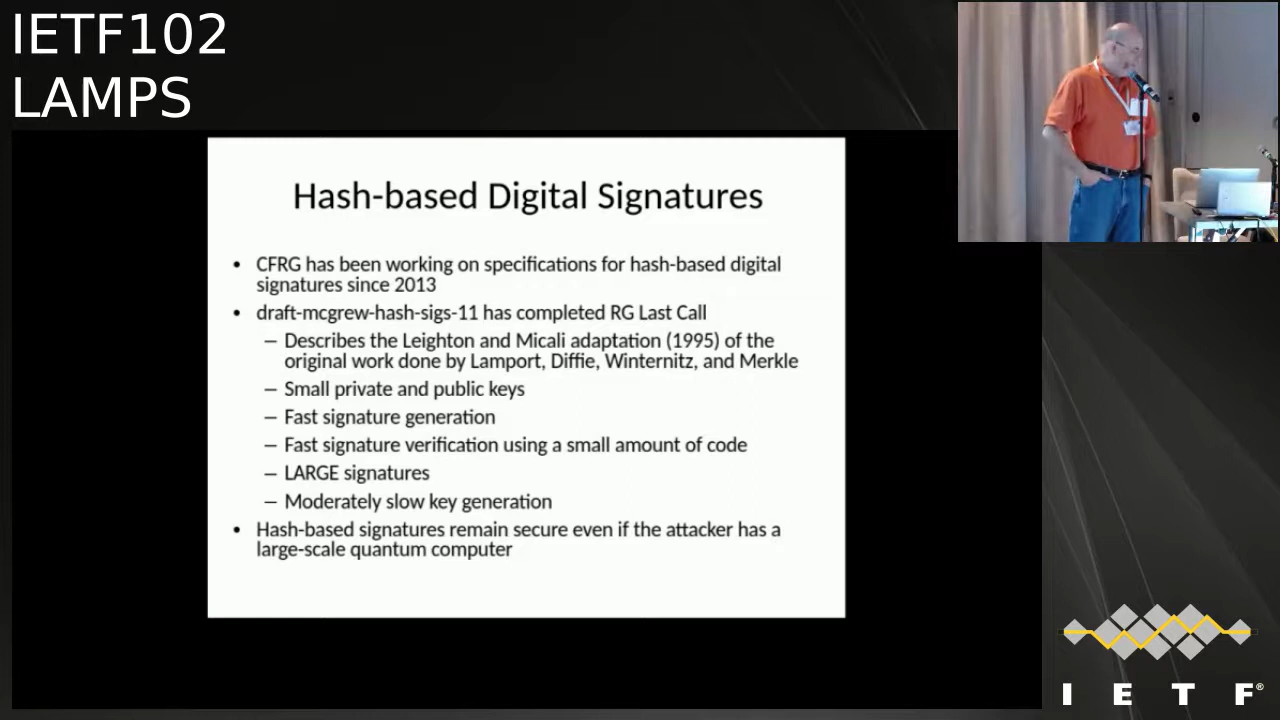 IETF102
LAMPS
Hash-based Digital Signatures
• CFRG has been working on specifications for hash-based digital
signatures since 2013
• draft-mcgrew-hash-sigs-11 has completed RG Last Call
– Describes the Leighton and Micali adaptation (1995) of the
original work done by Lamport, Diffie, Winternitz, and Merkle
– Small private and public keys
– Fast signature generation
– Fast signature verification using a small amount of code
– LARGE signatures
– Moderately slow key generation
• Hash-based signatures remain secure even if the attacker has a
large-scale quantum computer
I E T F®